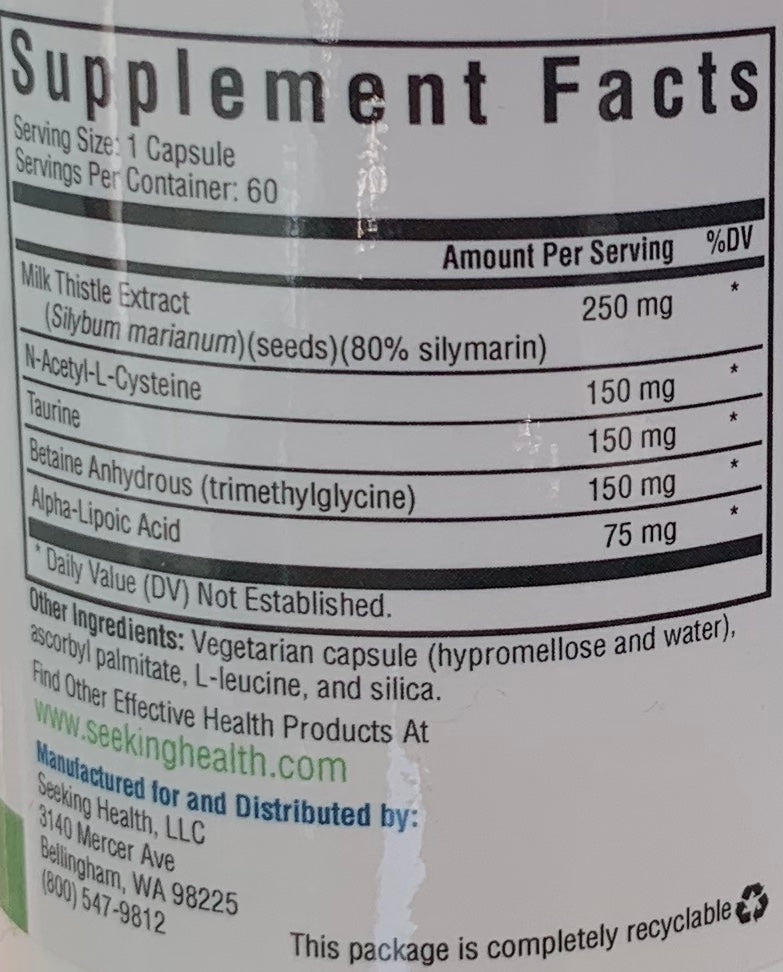 Supplement Facts
Serving Size: 1 Capsule
Servings Per Container: 60
Amount Per Serving %DV
Milk Thistle Extract 250 mg *
(Silybum marianum)(seeds)(80% silymarin)
N-Acetyl-L-Cysteine 150 mg *
Taurine 150 mg *
Betaine Anhydrous (trimethylglycine) 150 mg *
Alpha-Lipoic Acid 75 mg *
* Daily Value (DV) Not Established.
Other Ingredients: Vegetarian capsule (hypromellose and water),
ascorbyl palmitate, L-leucine, and silica.
Find Other Effective Health Products At
www.seekinghealth.com
Manufactured for and Distributed by:
Seeking Health, LLC
3140 Mercer Ave
Bellingham, WA 98225
(800) 547-9812
This package is completely recyclable